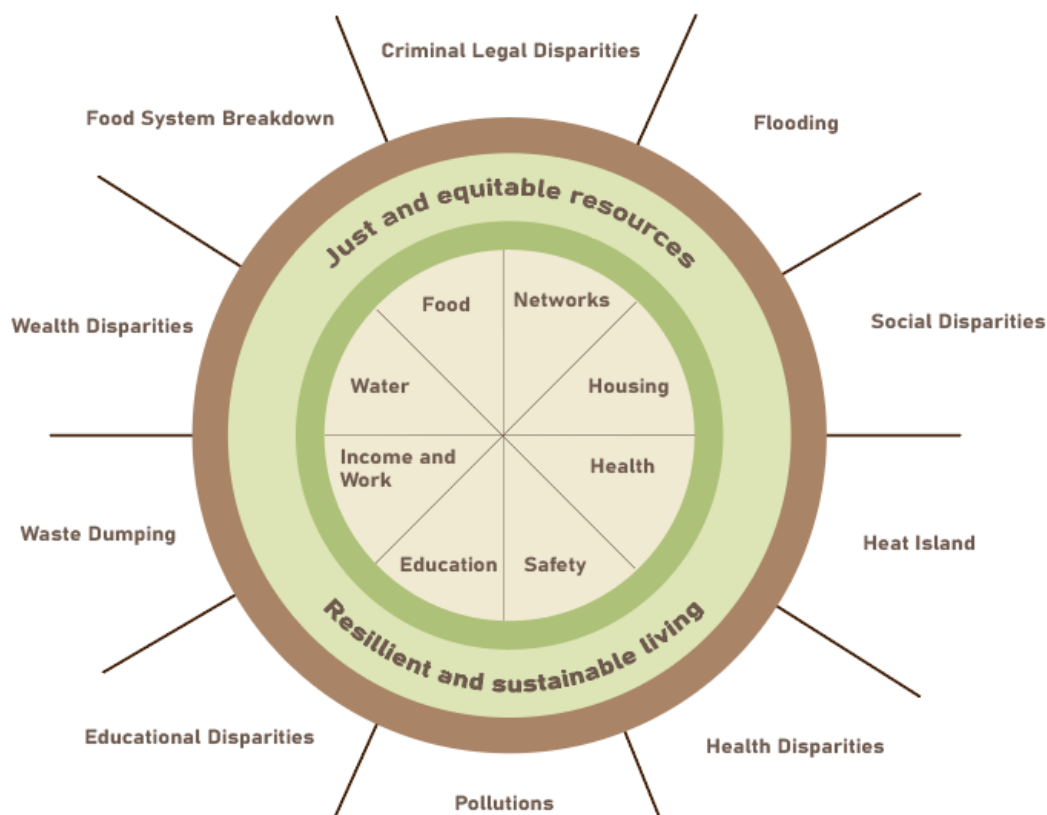 Criminal Legal Disparities
Food System Breakdown
Flooding
Just and equitable resources
Food
Networks
Wealth Disparities
Social Disparities
Water
Housing
Income and
Work
Health
Waste Dumping
Heat Island
Education
Safety
Resillient and sustainable living
Educational Disparities
Health Disparities
Pollutions